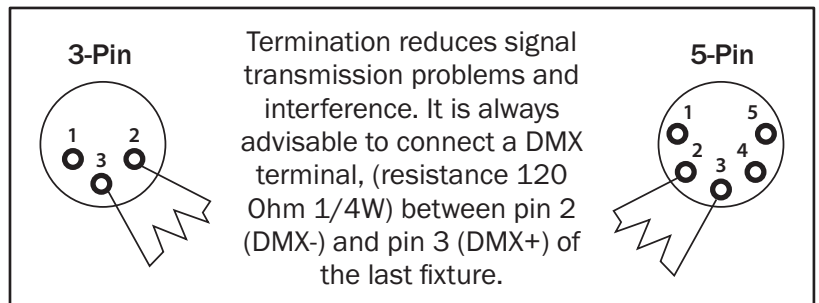 3-Pin
1 2
3
Termination reduces signal
transmission problems and
interference. It is always
advisable to connect a DMX
terminal, (resistance 120
Ohm 1/4W) between pin 2
(DMX-) and pin 3 (DMX+) of
the last fixture.
5-Pin
1 5
2 4
3